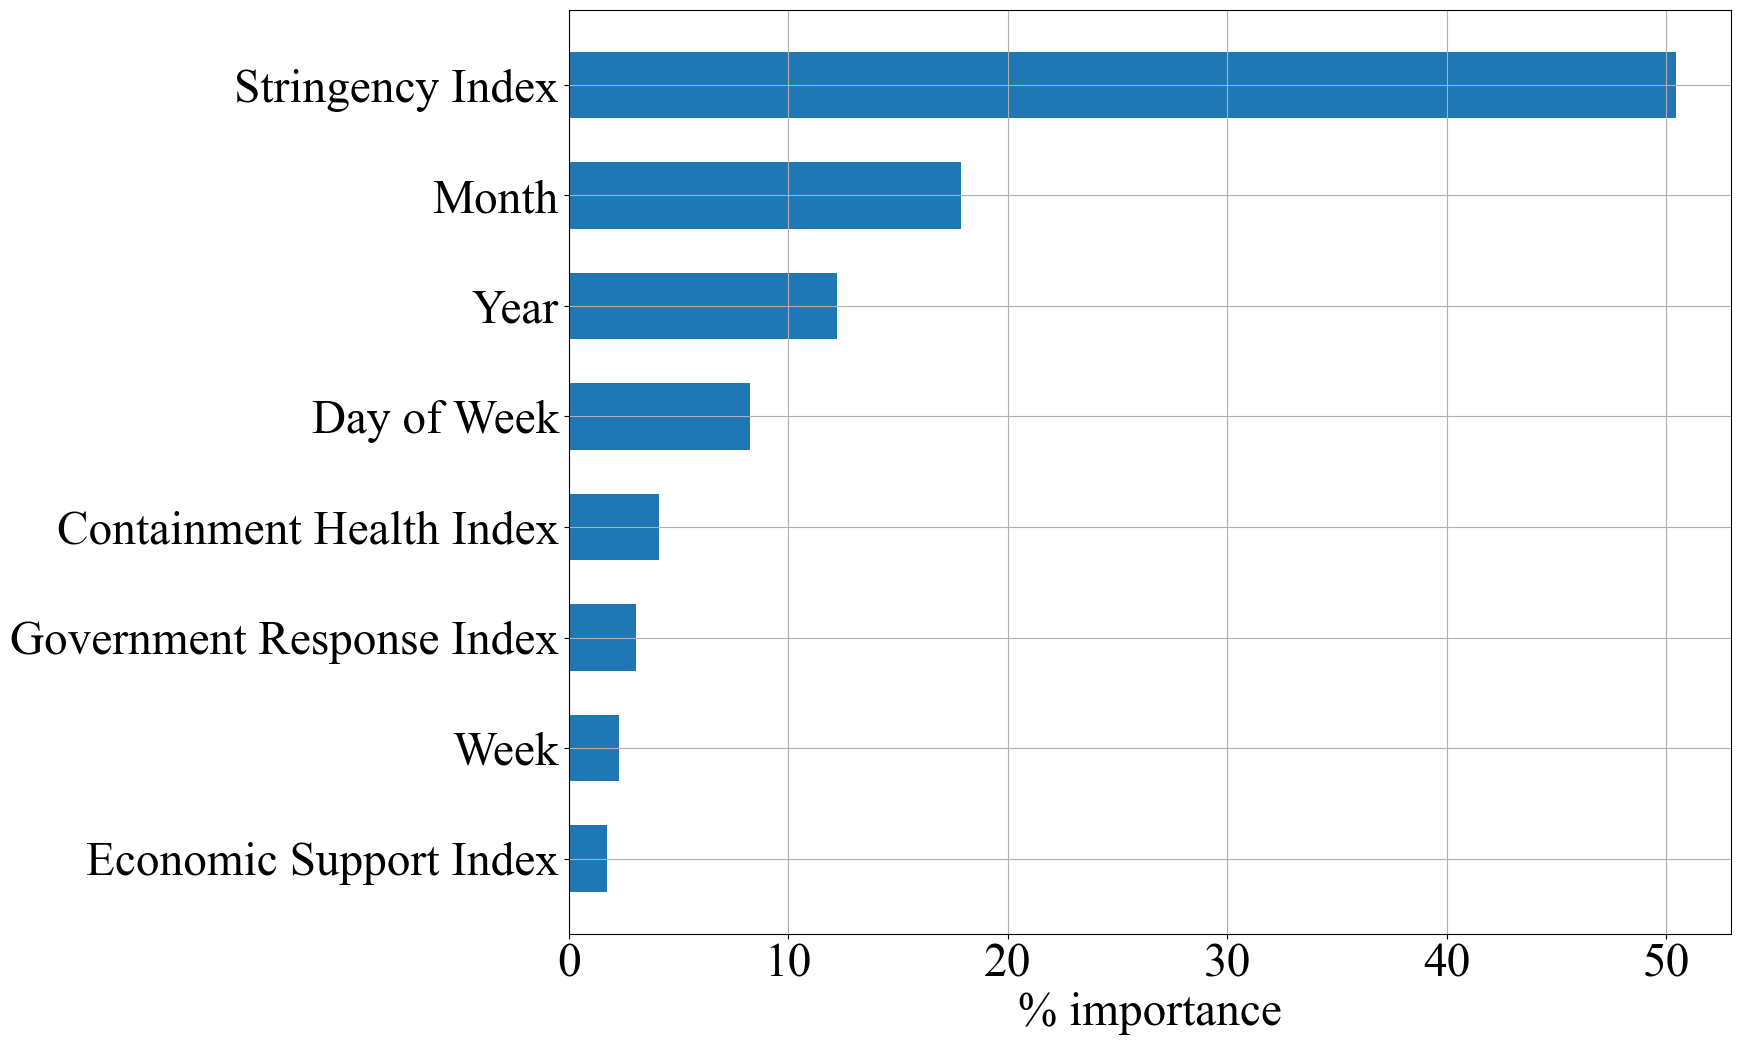 Stringency Index
Month
Year
Day of Week
Containment Health Index
Government Response Index
Week
Economic Support Index
0 10 20 30 40 50
% importance